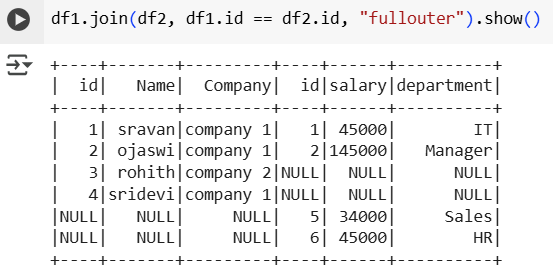 df1.join(df2, df1.id == df2.id, "fullouter").show()
+----+-------+---------+----+------+----------+
|  id|   Name|  Company|  id|salary|department|
+----+-------+---------+----+------+----------+
|   1| sravan|company 1|   1| 45000|        IT|
|   2| ojaswi|company 1|   2|145000|   Manager|
|   3| rohith|company 2|NULL|  NULL|      NULL|
|   4|sridevi|company 1|NULL|  NULL|      NULL|
|NULL|   NULL|     NULL|   5| 34000|     Sales|
|NULL|   NULL|     NULL|   6| 45000|        HR|
+----+-------+---------+----+------+----------+